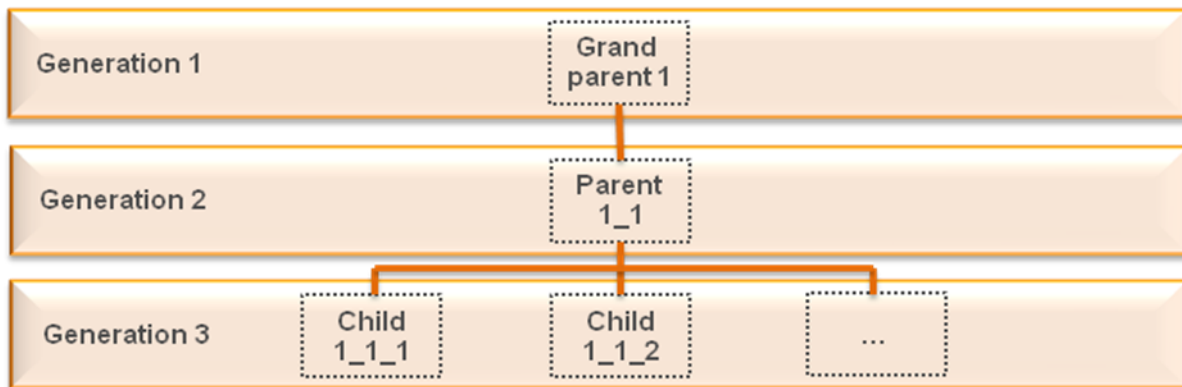 Generation 1
Grand
parent 1
Generation 2
Parent
1_1
Generation 3
Child
1_1_1
Child
1_1_2
...